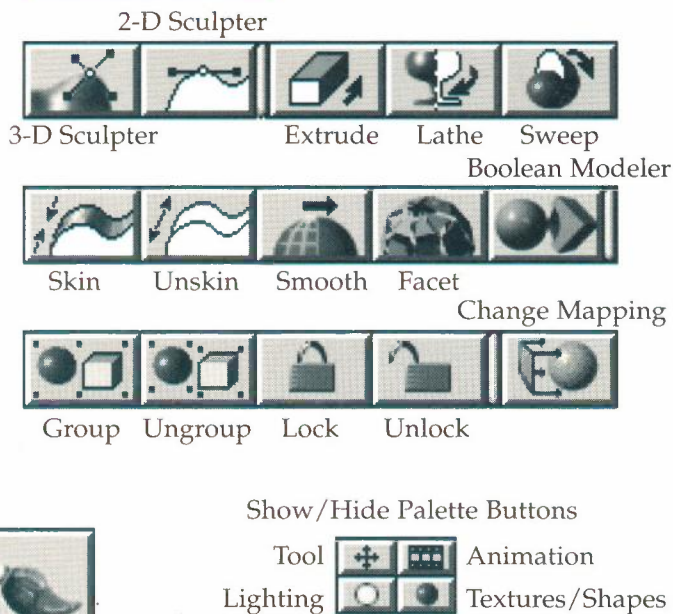 2-D Sculpter
3-D Sculpter Extrude Lathe Sweep
Boolean Modeler
Skin Unskin Smooth Facet
Change Mapping
Group Ungroup Lock Unlock
Show/Hide Palette Buttons
Tool Animation
Lighting Textures/Shapes